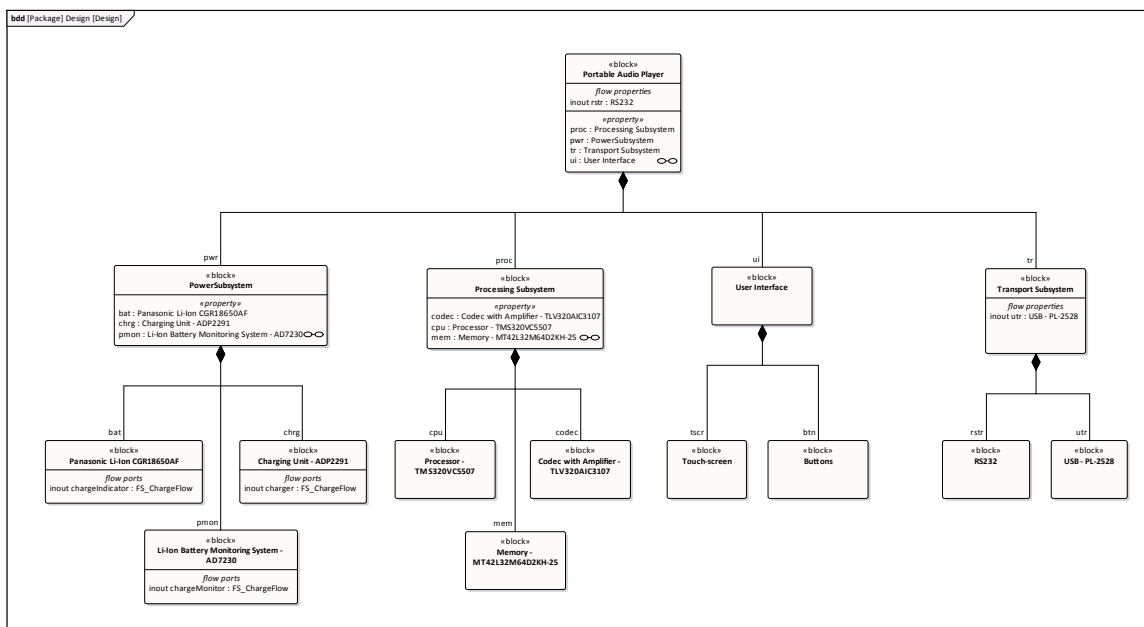 bdd [Package] Design [Design]
«block»
Portable Audio Player
flow properties
inout rstr : RS232
«property»
proc : Processing Subsystem
pwr : PowerSubsystem
tr : Transport Subsystem
ui : User Interface
pwr
proc
ui
tr
«block»
PowerSubsystem
«property»
bat : Panasonic Li-Ion CGR18650AF
chrg : Charging Unit - ADP2291
pmon : Li-Ion Battery Monitoring System - AD7230
«block»
Processing Subsystem
«property»
codec : Codec with Amplifier - TLV320AIC3107
cpu : Processor - TMS320VC5507
mem : Memory - MT42L32M64D2KH-25
«block»
User Interface
«block»
Transport Subsystem
flow properties
inout utr : USB - PL-2528
bat
chrg
cpu
codec
tscr
btn
rstr
utr
«block»
Panasonic Li-Ion CGR18650AF
flow ports
inout chargeIndicator : FS_ChargeFlow
«block»
Charging Unit - ADP2291
flow ports
inout charger : FS_ChargeFlow
«block»
Processor -
TMS320VC5507
«block»
Codec with Amplifier -
TLV320AIC3107
«block»
Touch-screen
«block»
Buttons
«block»
RS232
«block»
USB - PL-2528
pmon
«block»
Li-Ion Battery Monitoring System -
AD7230
flow ports
inout chargeMonitor : FS_ChargeFlow
mem
«block»
Memory -
MT42L32M64D2KH-25